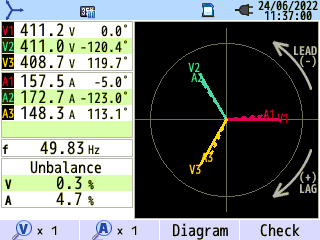 24/06/2022
11:37:00
V1 411.2 V 0.0°
V2 411.0 V -120.4°
V3 408.7 V 119.7°
A1 157.5 A -5.0°
A2 172.7 A -123.0°
A3 148.3 A 113.1°
f 49.83 Hz
Unbalance
V 0.3 %
A 4.7 %
V2
A2
A1 V1
A3
V3
LEAD
(-)
(+)
LAG
V x 1
A x 1
Diagram
Check